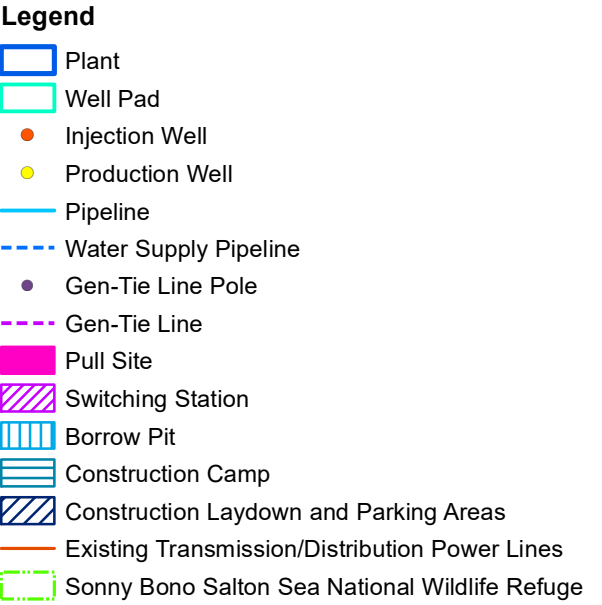 Legend
Plant
Well Pad
Injection Well
Production Well
Pipeline
Water Supply Pipeline
Gen-Tie Line Pole
Gen-Tie Line
Pull Site
Switching Station
Borrow Pit
Construction Camp
Construction Laydown and Parking Areas
Existing Transmission/Distribution Power Lines
Sonny Bono Salton Sea National Wildlife Refuge